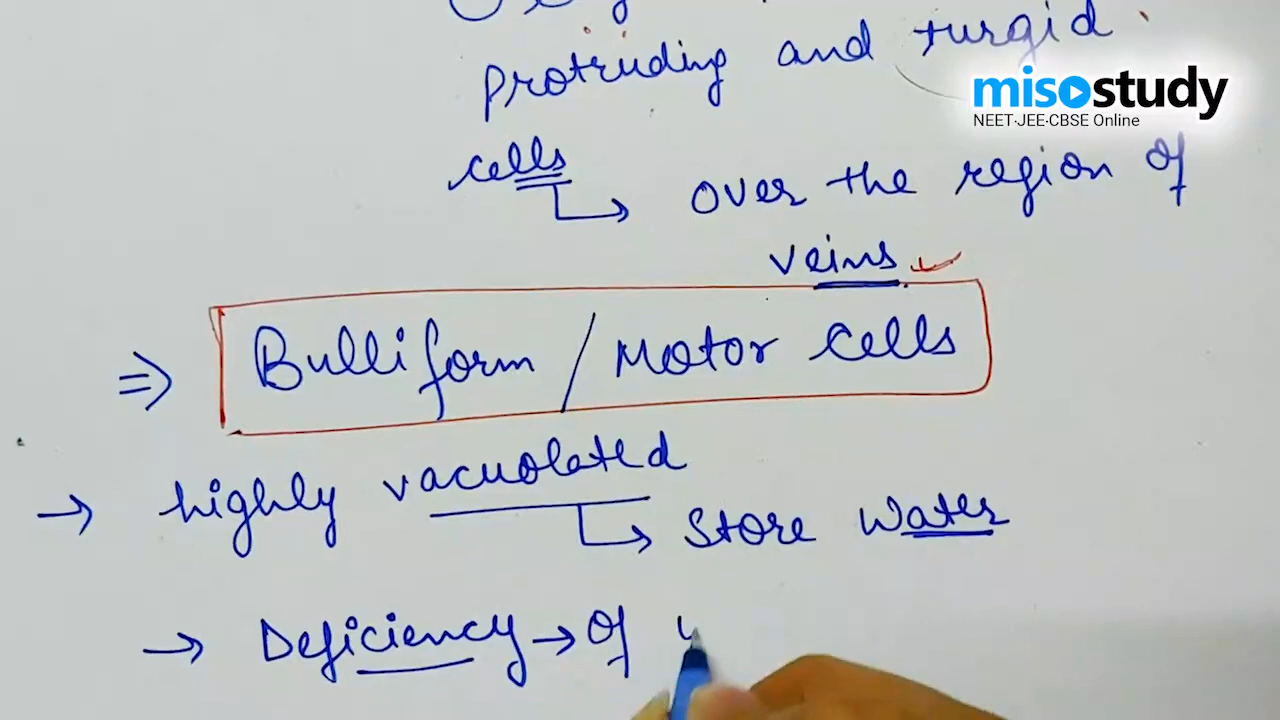 Protruding and turgid
misostudy
NEET·JEE·CBSE Online
cells
→ over the region of
veins
⇒ Bulliform / Motor cells
→ highly vacuolated
→ Store water
→ Deficiency → of